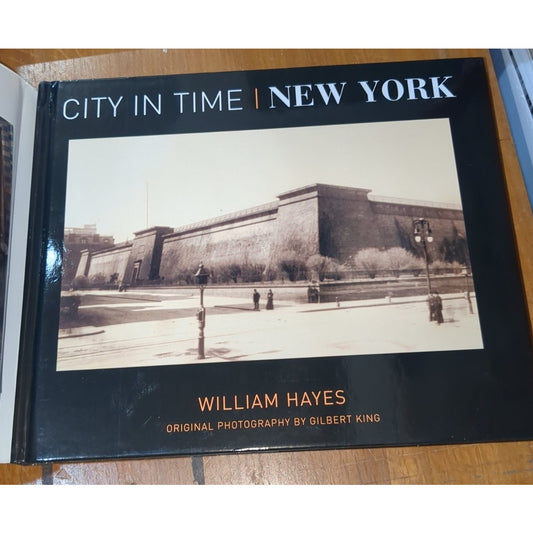 CITY IN TIME | NEW YORK
WILLIAM HAYES
ORIGINAL PHOTOGRAPHY BY GILBERT KING